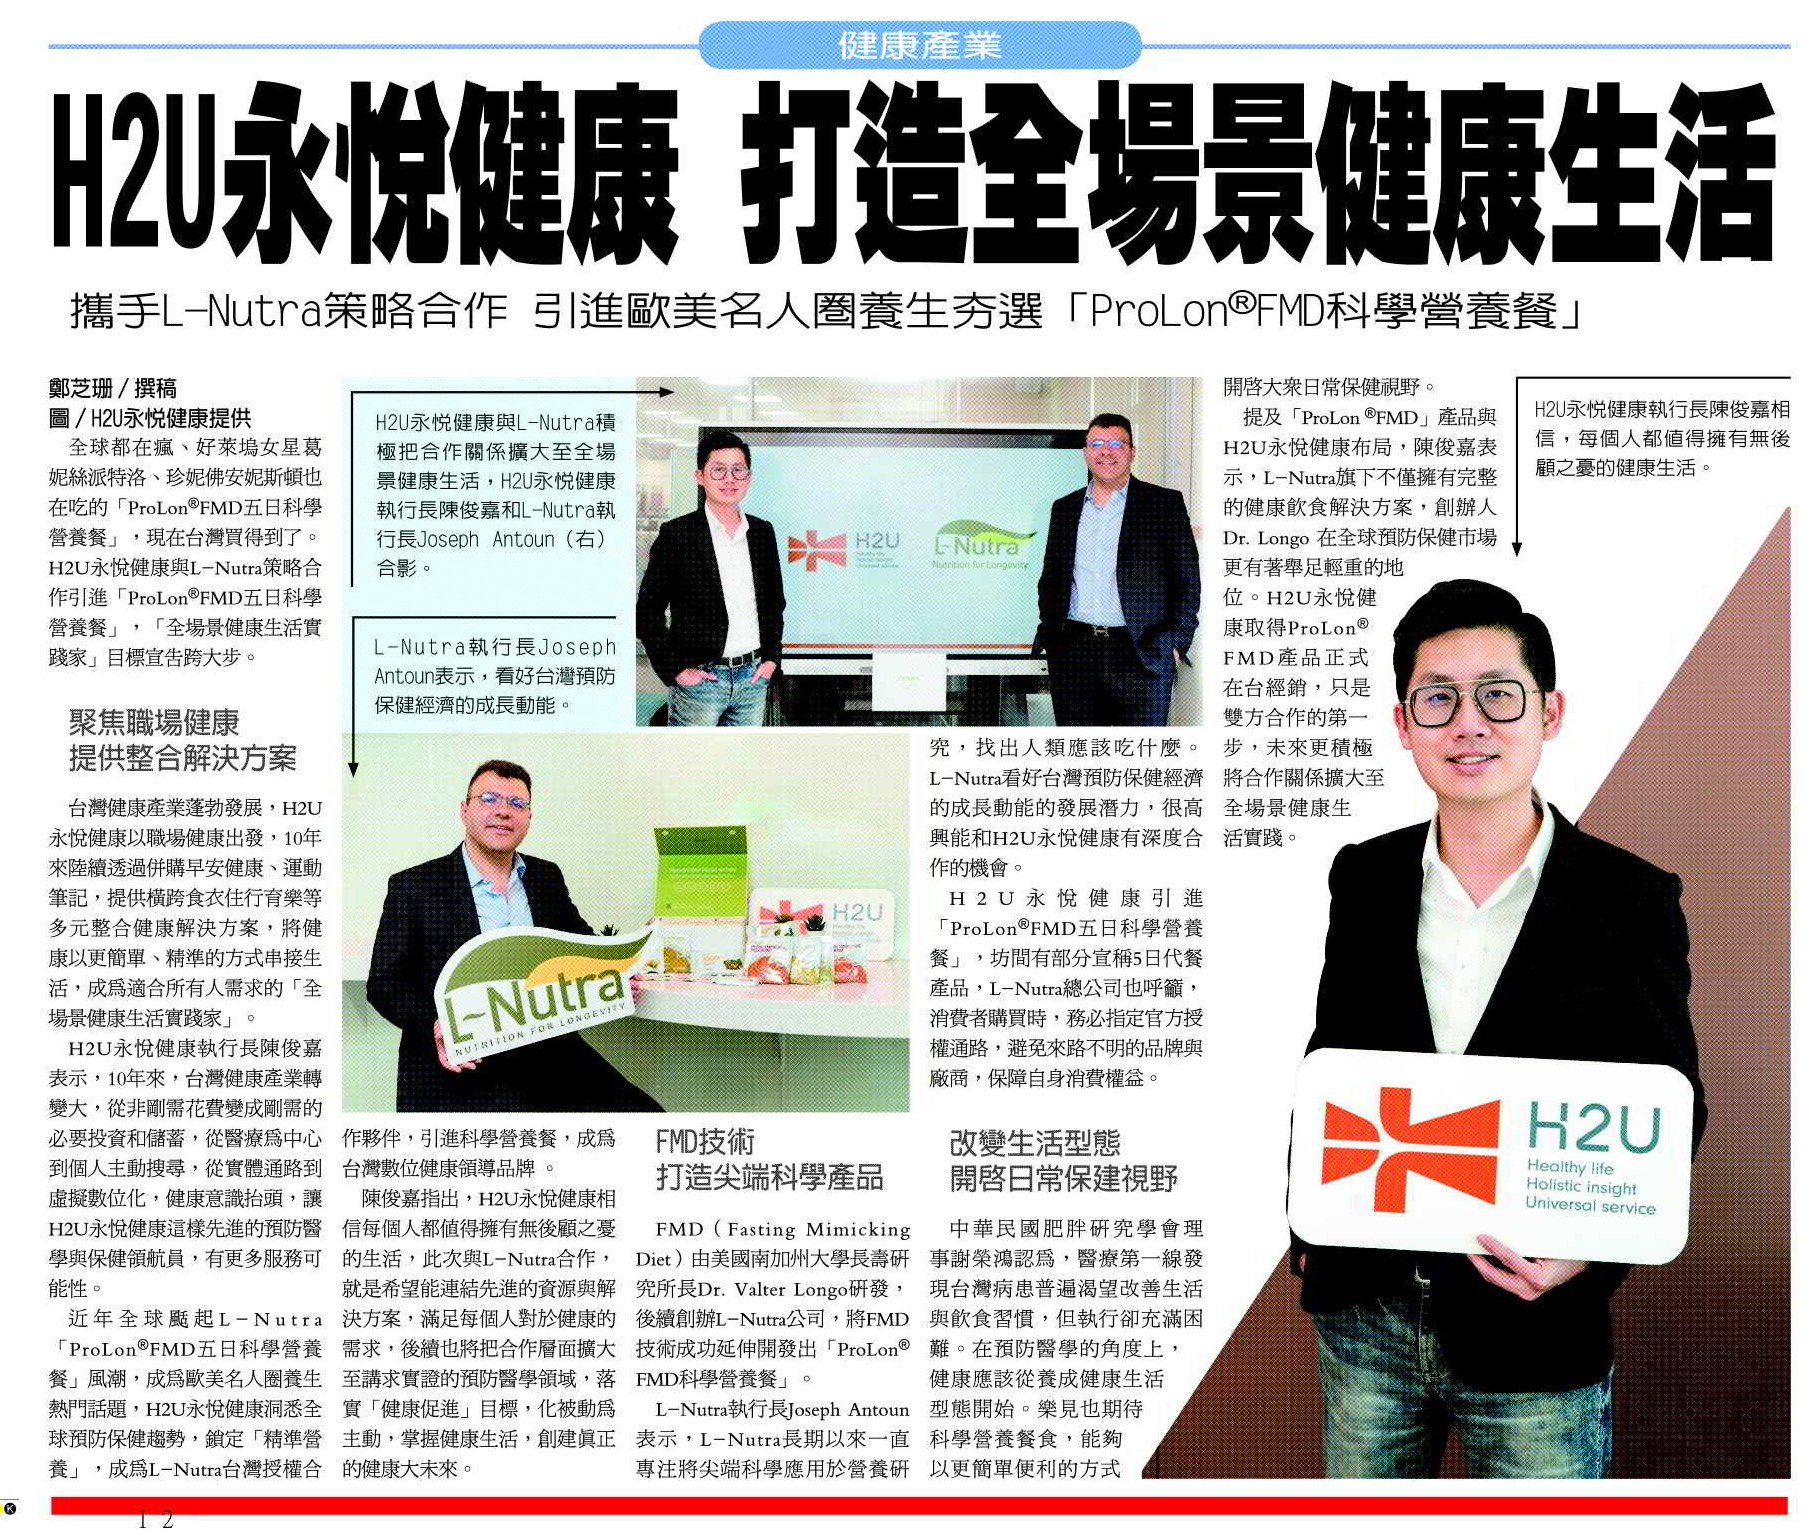 健康產業
H2U永悅健康 打造全場景健康生活
攜手L-Nutra策略合作 引進歐美名人圈養生夯選「ProLon®FMD科學營養餐」
鄭芝珊/撰稿
圖/H2U永悅健康提供
全球都在瘋、好萊塢女星葛
妮絲派特洛、珍妮佛安妮斯頓也
在吃的「ProLon®FMD五日科學
營養餐」，現在台灣買得到了。
H2U永悅健康與L-Nutra策略合
作引進「ProLon®FMD五日科學
營養餐」，「全場景健康生活實
踐家」目標宣告跨大步。
聚焦職場健康
提供整合解決方案
台灣健康產業蓬勃發展，H2U
永悅健康以職場健康出發，10年
來陸續透過併購早安健康、運動
筆記，提供橫跨食衣住行育樂等
多元整合健康解決方案，將健
康以更簡單、精準的方式串接生
活，成為適合所有人需求的「全
場景健康生活實踐家」。
H2U永悅健康執行長陳俊嘉
表示，10年來，台灣健康產業轉
變大，從非剛需花費變成剛需的
必要投資和儲蓄，從醫療為中心
到個人主動搜尋，從實體通路到
虛擬數位化，健康意識抬頭，讓
H2U永悅健康這樣先進的預防醫
學與保健領航員，有更多服務可
能性。
近年全球颳起L-Nutra
「ProLon®FMD五日科學營養
餐」風潮，成為歐美名人圈養生
熱門話題，H2U永悅健康洞悉全
球預防保健趨勢，鎖定「精準營
養」，成為L-Nutra台灣授權合
H2U永悅健康與L-Nutra積
極把合作關係擴大至全場
景健康生活，H2U永悅健康
執行長陳俊嘉和L-Nutra執
行長Joseph Antoun（右）
合影。
L-Nutra執行長Joseph
Antoun表示，看好台灣預防
保健經濟的成長動能。
H2U
Healthy life
Holistic insight
Universal service
L-Nutra
Nutrition for Longevity
L-Nutra
NUTRITION FOR LONGEVITY
H2U
作夥伴，引進科學營養餐，成為
台灣數位健康領導品牌 。
陳俊嘉指出，H2U永悅健康相
信每個人都值得擁有無後顧之憂
的生活，此次與L-Nutra合作，
就是希望能連結先進的資源與解
決方案，滿足每個人對於健康的
需求，後續也將把合作層面擴大
至講求實證的預防醫學領域，落
實「健康促進」目標，化被動為
主動，掌握健康生活，創建真正
的健康大未來。
FMD技術
打造尖端科學產品
FMD（Fasting Mimicking
Diet）由美國南加州大學長壽研
究所長Dr. Valter Longo研發，
後續創辦L-Nutra公司，將FMD
技術成功延伸開發出「ProLon®
FMD科學營養餐」。
L-Nutra執行長Joseph Antoun
表示，L-Nutra長期以來一直
專注將尖端科學應用於營養研
究，找出人類應該吃什麼。
L-Nutra看好台灣預防保健經濟
的成長動能的發展潛力，很高
興能和H2U永悅健康有深度合
作的機會。
H2U永悅健康引進
「ProLon®FMD五日科學營養
餐」，坊間有部分宣稱5日代餐
產品，L-Nutra總公司也呼籲，
消費者購買時，務必指定官方授
權通路，避免來路不明的品牌與
廠商，保障自身消費權益。
改變生活型態
開啓日常保建視野
中華民國肥胖研究學會理
事謝榮鴻認為，醫療第一線發
現台灣病患普遍渴望改善生活
與飲食習慣，但執行卻充滿困
難。在預防醫學的角度上，
健康應該從養成健康生活
型態開始。樂見也期待
科學營養餐食，能夠
以更簡單便利的方式
開啓大眾日常保健視野。
提及「ProLon ®FMD」產品與
H2U永悅健康布局，陳俊嘉表
示，L-Nutra旗下不僅擁有完整
的健康飲食解決方案，創辦人
Dr. Longo 在全球預防保健市場
更有著舉足輕重的地
位。H2U永悅健
康取得ProLon®
FMD產品正式
在台經銷，只是
雙方合作的第一
步，未來更積極
將合作關係擴大至
全場景健康生
活實踐。
H2U永悅健康執行長陳俊嘉相
信，每個人都值得擁有無後
顧之憂的健康生活。
H2U
Healthy life
Holistic insight
Universal service
K
12